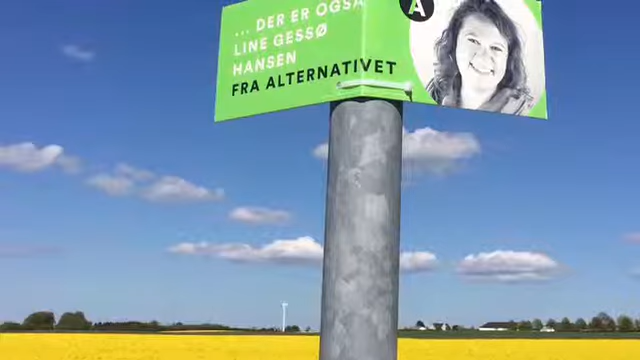 ... DER ER OGSÅ
LINE GESSØ
HANSEN
FRA ALTERNATIVET
Å